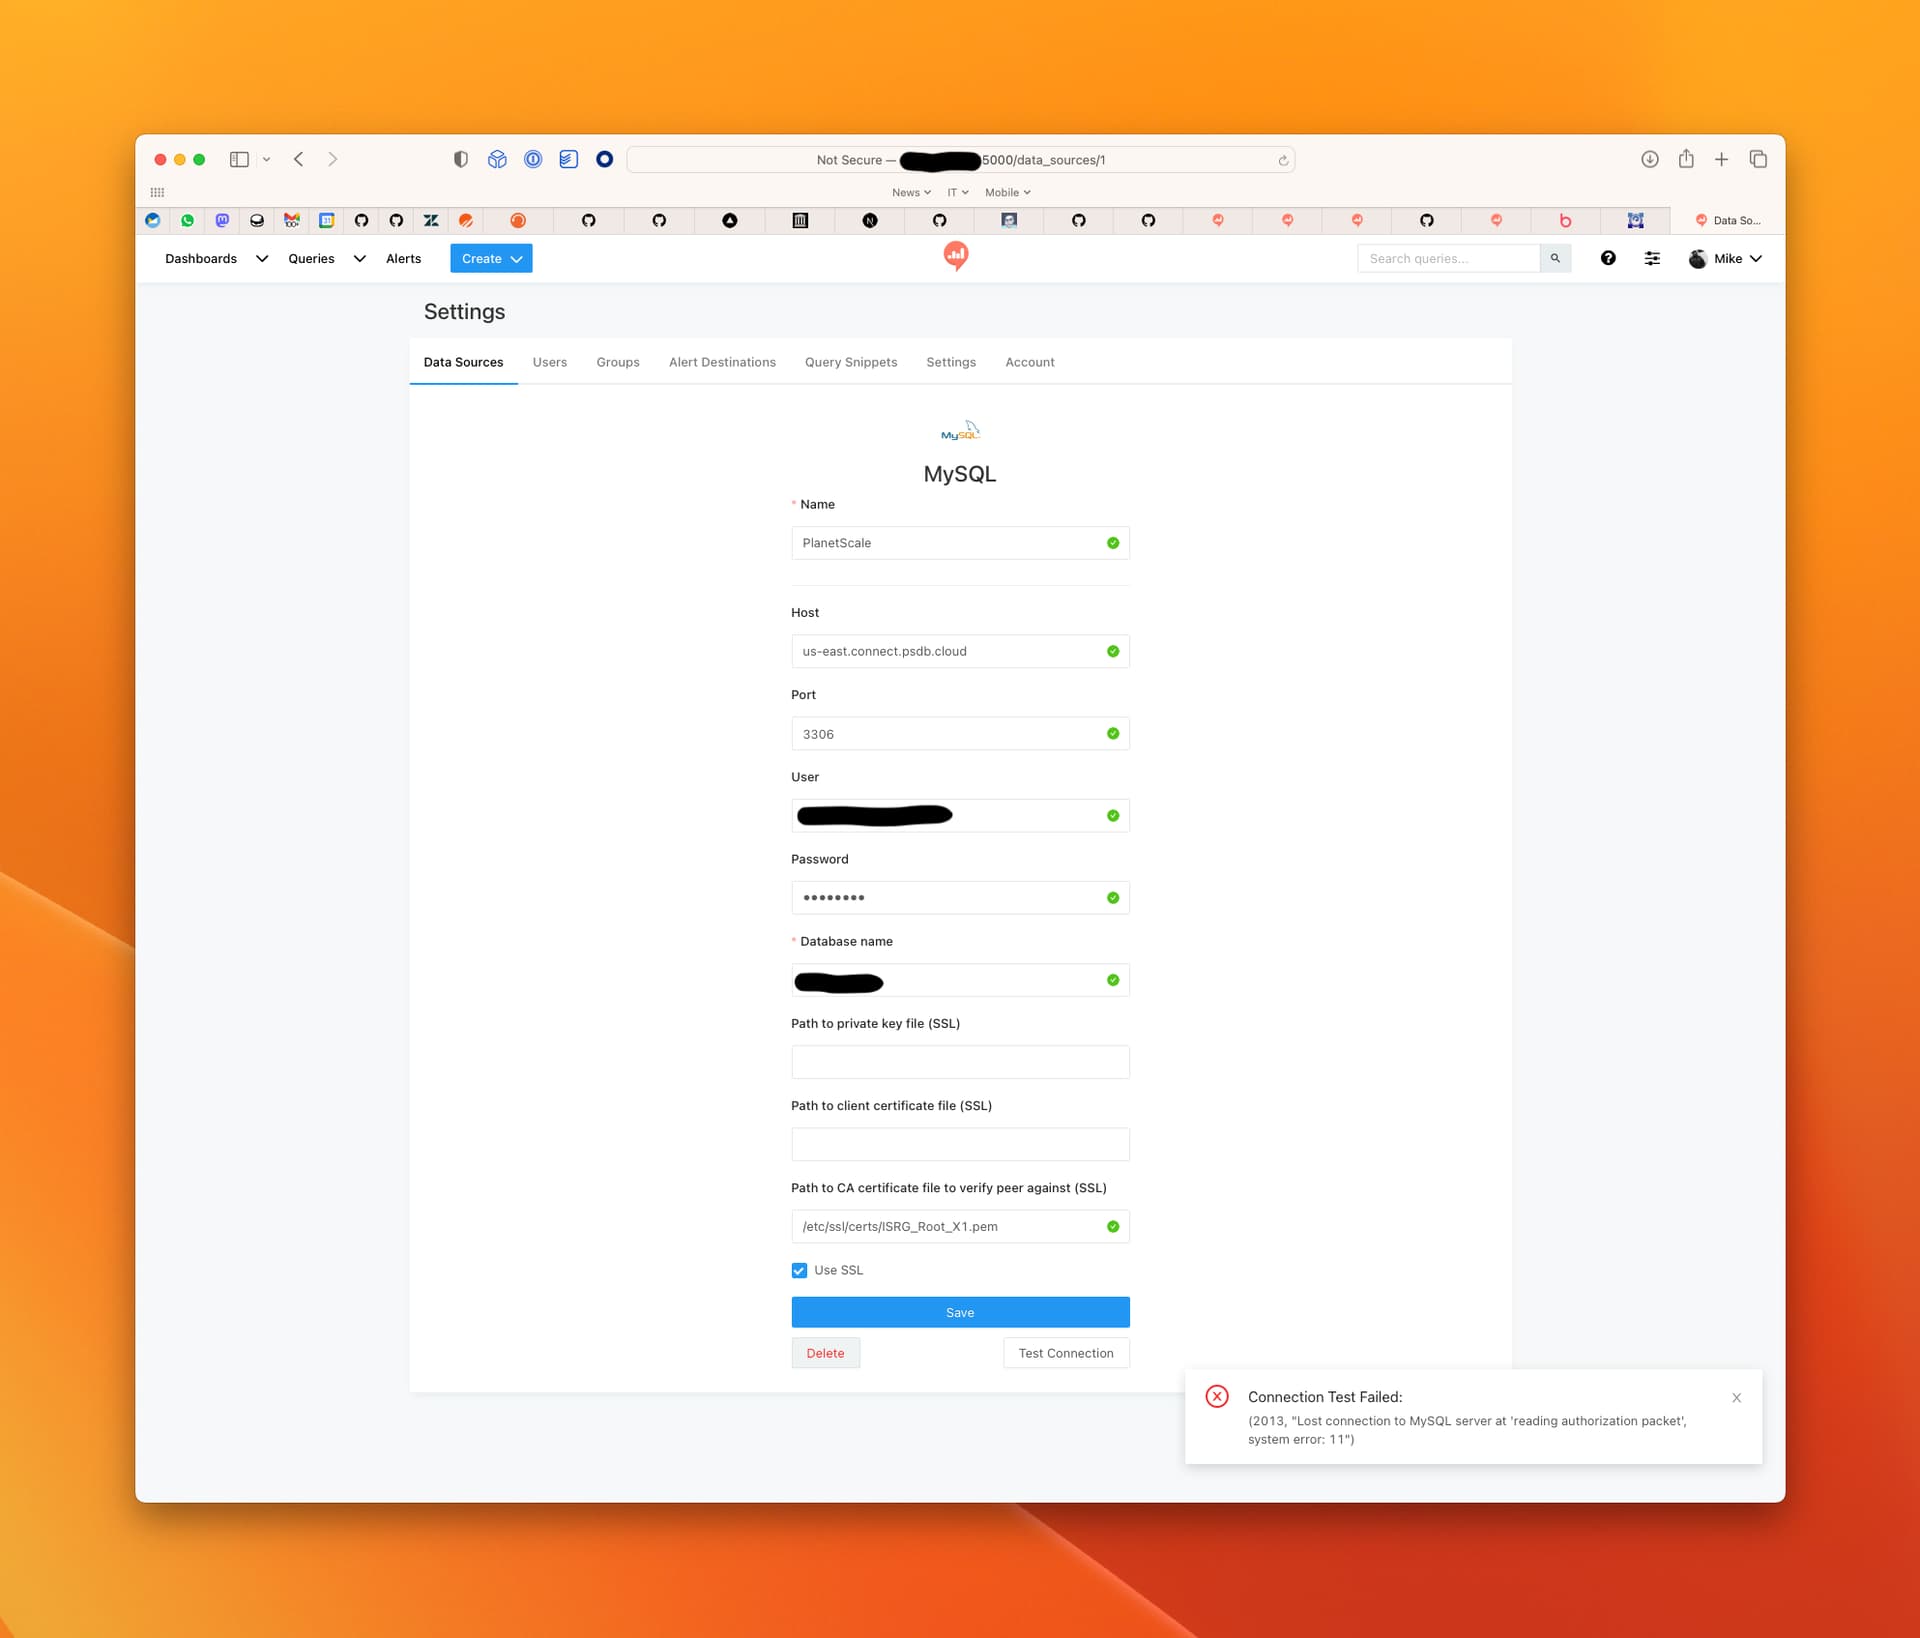 Not Secure — 5000/data_sources/1
News IT Mobile
Data So...
Dashboards Queries Alerts Create Search queries... Mike
Settings
Data Sources Users Groups Alert Destinations Query Snippets Settings Account
MySQL
MySQL
* Name
PlanetScale
Host
us-east.connect.psdb.cloud
Port
3306
User
Password
••••••••
* Database name
Path to private key file (SSL)
Path to client certificate file (SSL)
Path to CA certificate file to verify peer against (SSL)
/etc/ssl/certs/ISRG_Root_X1.pem
Use SSL
Save
Delete Test Connection
Connection Test Failed:
(2013, "Lost connection to MySQL server at 'reading authorization packet',
system error: 11")